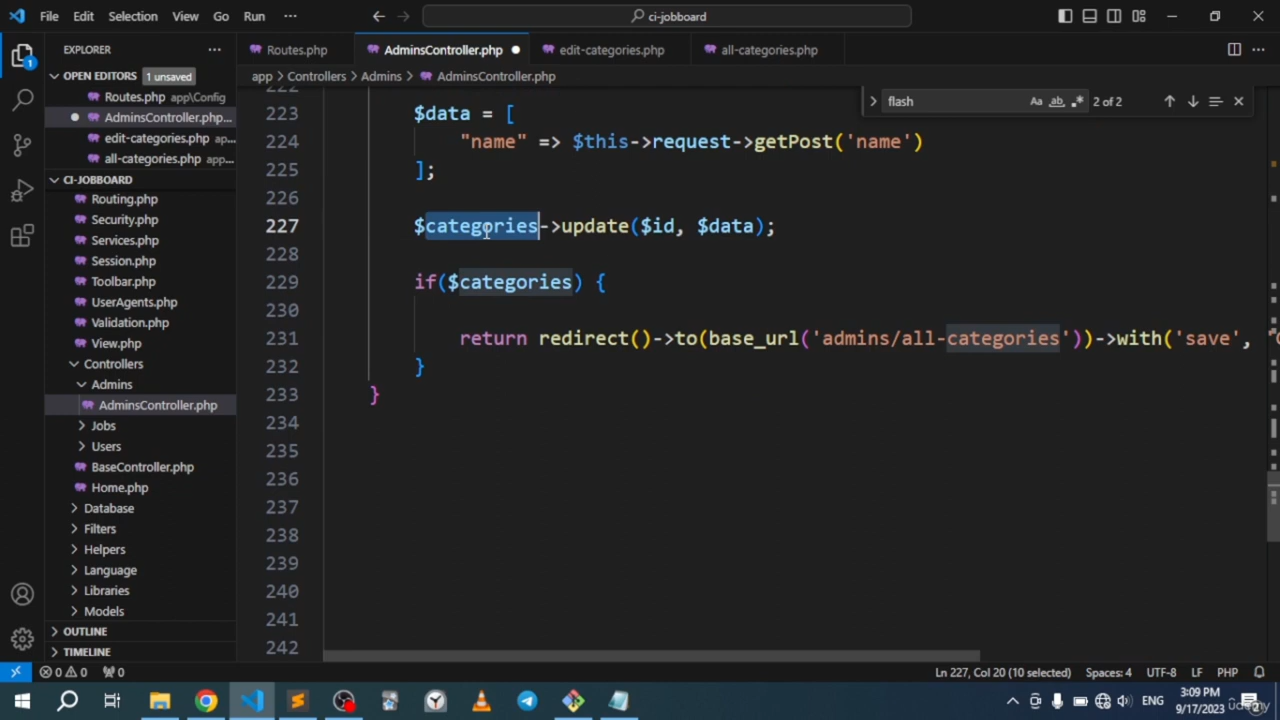 File Edit Selection View Go Run ··· ci-jobboard
EXPLORER ···
Routes.php
AdminsController.php
edit-categories.php
all-categories.php
OPEN EDITORS 1 unsaved
app > Controllers > Admins > AdminsController.php
Routes.php app\Config
AdminsController.php...
edit-categories.php ap...
all-categories.php app...
flash
Aa ab .* 2 of 2
CI-JOBBOARD
Routing.php
Security.php
Services.php
Session.php
Toolbar.php
UserAgents.php
Validation.php
View.php
Controllers
Admins
AdminsController.php
Jobs
Users
BaseController.php
Home.php
Database
Filters
Helpers
Language
Libraries
Models
OUTLINE
TIMELINE
1
222
223 $data = [
224 "name" => $this->request->getPost('name')
225 ];
226
227 $categories->update($id, $data);
228
229 if($categories) {
230
231 return redirect()->to(base_url('admins/all-categories'))->with('save',
232 }
233 }
234
235
236
237
238
239
240
241
242
0 0 0 Ln 227, Col 20 (10 selected) Spaces: 4 UTF-8 LF PHP
ENG 3:09 PM
9/17/2023
udemy